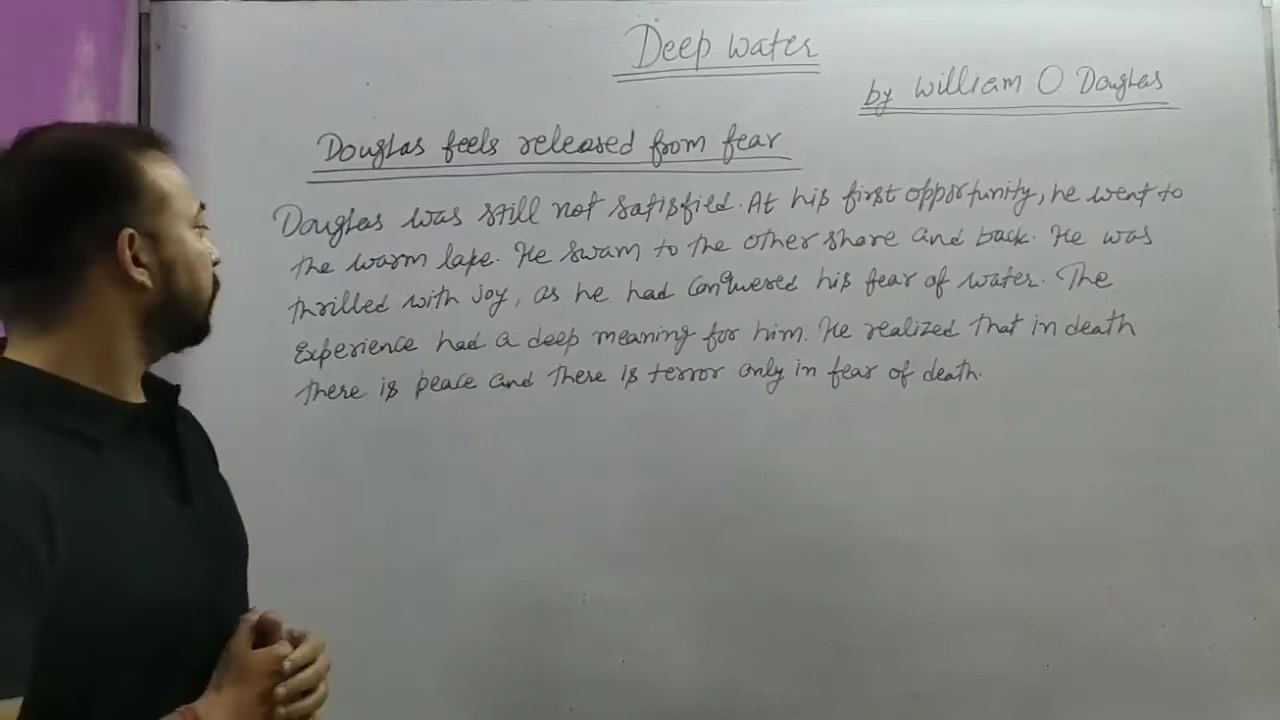 Deep water
by William O Douglas
Douglas feels released from fear
Douglas was still not satisfied. At his first opportunity, he went to
the warm lake. He swam to the other shore and back. He was
thrilled with joy, as he had conquered his fear of water. The
Experience had a deep meaning for him. He realized that in death
there is peace and there is terror only in fear of death.